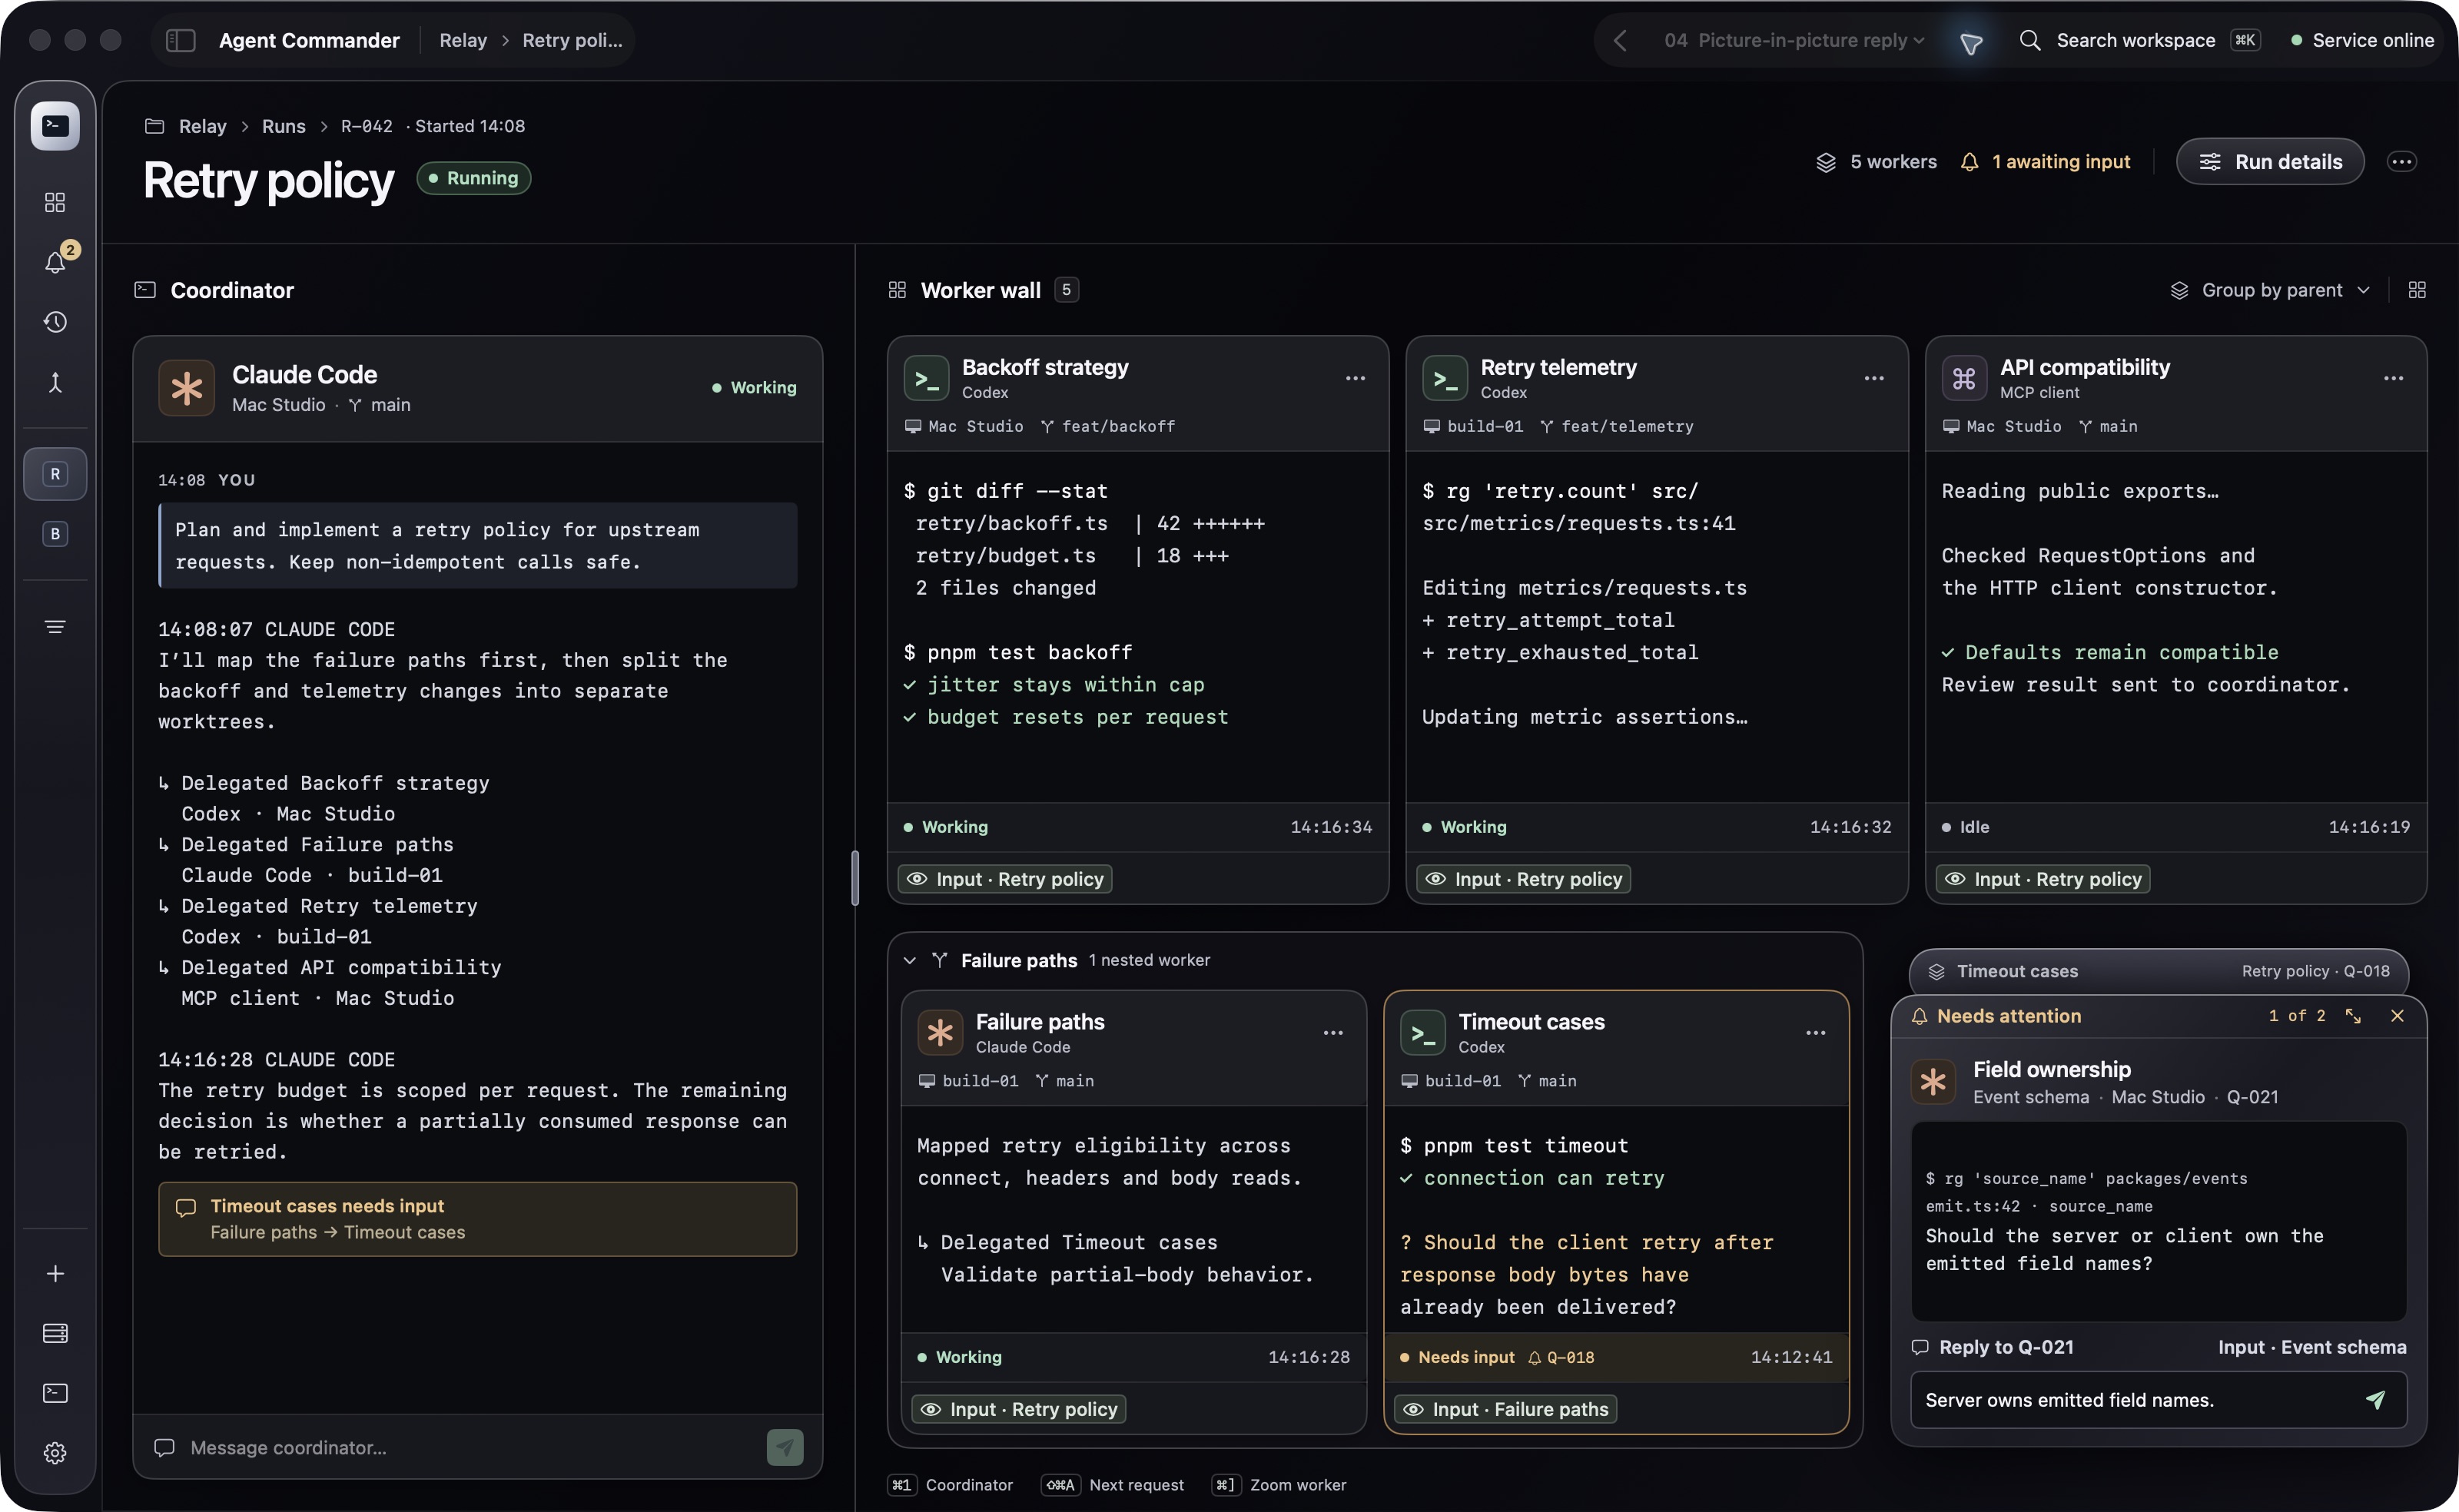 Agent Commander
Relay > Retry poli...
04 Picture-in-picture reply
Search workspace ⌘K
Service online
2
R
B
Relay > Runs > R-042 · Started 14:08
Retry policy
Running
5 workers
1 awaiting input
Run details
Coordinator
Claude Code
Mac Studio · main
Working
14:08 YOU
Plan and implement a retry policy for upstream
requests. Keep non-idempotent calls safe.
14:08:07 CLAUDE CODE
I’ll map the failure paths first, then split the
backoff and telemetry changes into separate
worktrees.
↳ Delegated Backoff strategy
Codex · Mac Studio
↳ Delegated Failure paths
Claude Code · build-01
↳ Delegated Retry telemetry
Codex · build-01
↳ Delegated API compatibility
MCP client · Mac Studio
14:16:28 CLAUDE CODE
The retry budget is scoped per request. The remaining
decision is whether a partially consumed response can
be retried.
Timeout cases needs input
Failure paths → Timeout cases
Message coordinator...
Worker wall 5
Group by parent
Backoff strategy
Codex
Mac Studio feat/backoff
$ git diff --stat
retry/backoff.ts | 42 ++++++
retry/budget.ts | 18 +++
2 files changed
$ pnpm test backoff
✓ jitter stays within cap
✓ budget resets per request
Working 14:16:34
Input · Retry policy
Retry telemetry
Codex
build-01 feat/telemetry
$ rg 'retry.count' src/
src/metrics/requests.ts:41
Editing metrics/requests.ts
+ retry_attempt_total
+ retry_exhausted_total
Updating metric assertions…
Working 14:16:32
Input · Retry policy
API compatibility
MCP client
Mac Studio main
Reading public exports…
Checked RequestOptions and
the HTTP client constructor.
✓ Defaults remain compatible
Review result sent to coordinator.
Idle 14:16:19
Input · Retry policy
Failure paths 1 nested worker
Failure paths
Claude Code
build-01 main
Mapped retry eligibility across
connect, headers and body reads.
↳ Delegated Timeout cases
Validate partial-body behavior.
Working 14:16:28
Input · Retry policy
Timeout cases
Codex
build-01 main
$ pnpm test timeout
✓ connection can retry
? Should the client retry after
response body bytes have
already been delivered?
Needs input Q-018 14:12:41
Input · Failure paths
Timeout cases Retry policy · Q-018
Needs attention 1 of 2
Field ownership
Event schema · Mac Studio · Q-021
$ rg 'source_name' packages/events
emit.ts:42 · source_name
Should the server or client own the
emitted field names?
Reply to Q-021 Input · Event schema
Server owns emitted field names.
⌘1 Coordinator ⇧⌘A Next request ⌘] Zoom worker